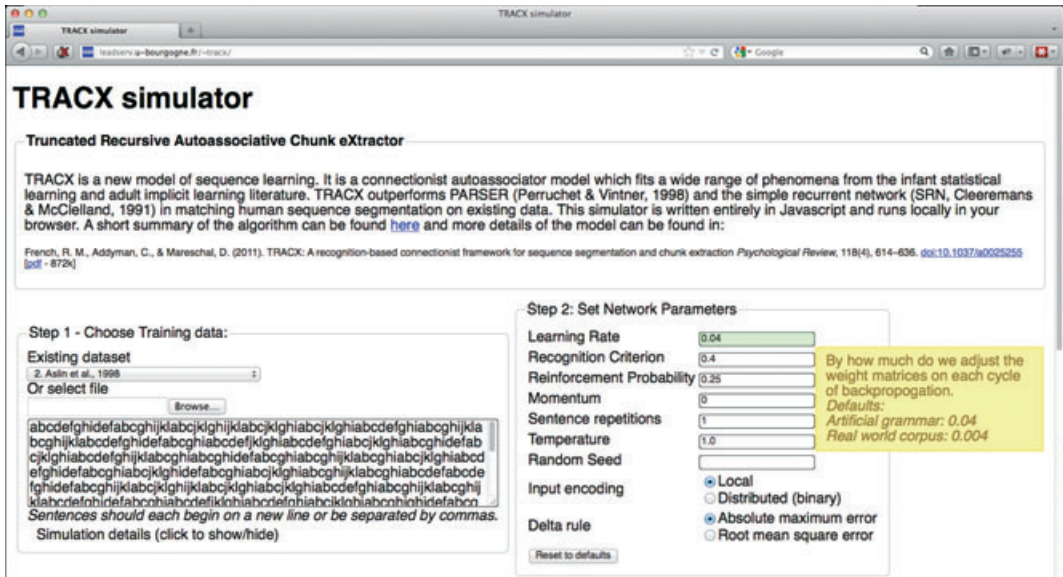 TRACX simulator
TRACX simulator
leadserv.u-bourgogne.fr/~tracx/
Google
TRACX simulator
Truncated Recursive Autoassociative Chunk eXtractor
TRACX is a new model of sequence learning. It is a connectionist autoassociator model which fits a wide range of phenomena from the infant statistical
learning and adult implicit learning literature. TRACX outperforms PARSER (Perruchet & Vintner, 1998) and the simple recurrent network (SRN, Cleeremans
& McClelland, 1991) in matching human sequence segmentation on existing data. This simulator is written entirely in Javascript and runs locally in your
browser. A short summary of the algorithm can be found here and more details of the model can be found in:
French, R. M., Addyman, C., & Mareschal, D. (2011). TRACX: A recognition-based connectionist framework for sequence segmentation and chunk extraction Psychological Review, 118(4), 614–636. doi:10.1037/a0025255
[pdf - 872k]
Step 1 - Choose Training data:
Existing dataset
2. Aslin et al., 1998
Or select file
Browse...
abcdefghidefabcghijklabcjklghijklabcjklghiabcjklghiabcdefghiabcghijkla
bcghijklabcdefghidefabcghiabcdefjklghiabcdefghiabcjklghiabcghidefab
cjklghiabcdefghijklabcghiabcdefghiabcjklghiabcghijklabcghiabcjklghiabcd
efghidefabcghiabcjklghidefabcghiabcjklghiabcghijklabcghiabcdefabcde
fghidefabcghijklabcjklghijklabcjklghiabcjklghiabcdefghiabcghijklabcghij
klabcdefghidefabcghiabcdefjklghiabcdefghiabcjklghiabcghighidefabcg
Sentences should each begin on a new line or be separated by commas.
Simulation details (click to show/hide)
Step 2: Set Network Parameters
Learning Rate 0.04
Recognition Criterion 0.4
Reinforcement Probability 0.25
Momentum 0
Sentence repetitions 1
Temperature 1.0
Random Seed
Input encoding
Local
Distributed (binary)
Delta rule
Absolute maximum error
Root mean square error
Reset to defaults
By how much do we adjust the
weight matrices on each cycle
of backpropogation.
Defaults:
Artificial grammar: 0.04
Real world corpus: 0.004